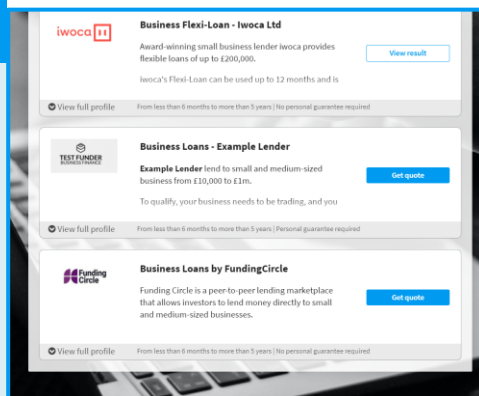 iwoca
Business Flexi-Loan - Iwoca Ltd
Award-winning small business lender iwoca provides
flexible loans of up to £200,000.
Iwoca's Flexi-Loan can be used up to 12 months and is
View result
View full profile
From less than 6 months to more than 5 years | No personal guarantee required
TEST FUNDER
BUSINESS FINANCE
Business Loans - Example Lender
Example Lender lend to small and medium-sized
business from £10,000 to £1m.
To qualify, your business needs to be trading, and you
Get quote
View full profile
From less than 6 months to more than 5 years | Personal guarantee required
Funding
Circle
Business Loans by FundingCircle
Funding Circle is a peer-to-peer lending marketplace
that allows investors to lend money directly to small
and medium-sized businesses.
Get quote
View full profile
From less than 6 months to more than 5 years | No personal guarantee required